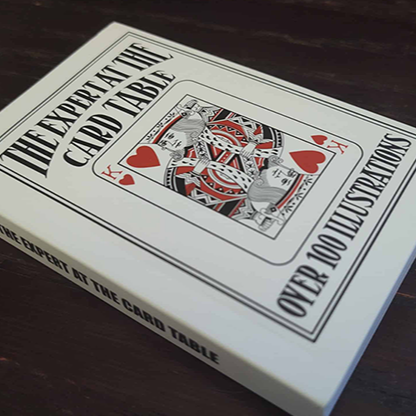 THE EXPERT AT THE
CARD TABLE
K
K
OVER 100 ILLUSTRATIONS
THE EXPERT AT THE CARD TABLE